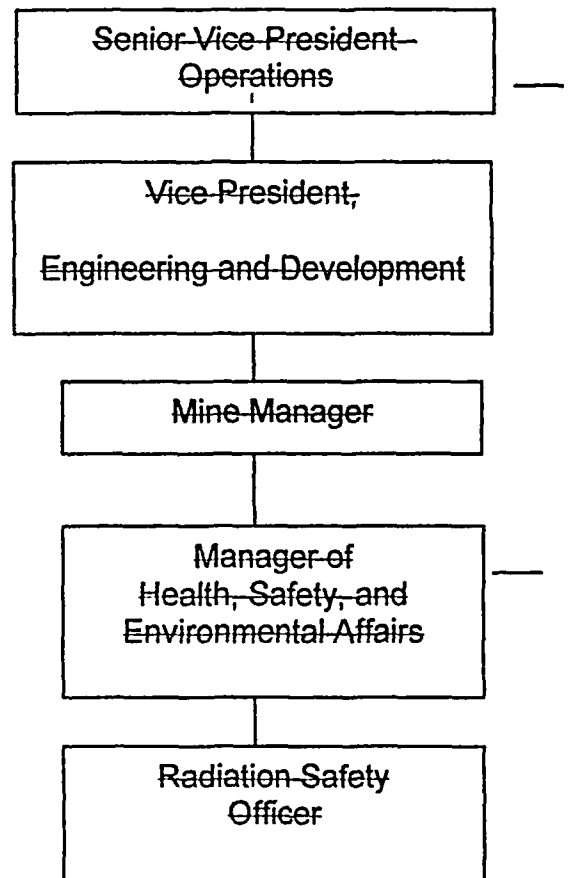 Senior Vice President
Operations
Vice President,
Engineering and Development
Mine Manager
Manager of
Health, Safety, and
Environmental Affairs
Radiation Safety
Officer